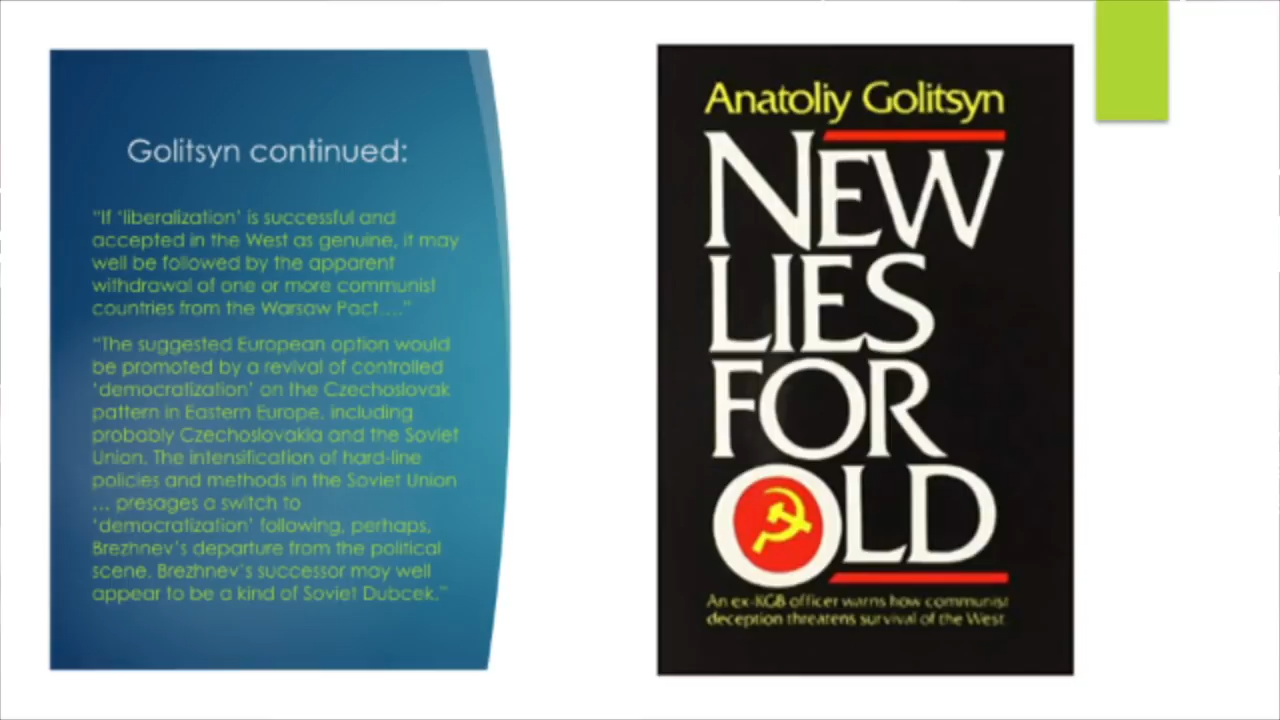 Golitsyn continued:
"If 'liberalization' is successful and
accepted in the West as genuine, it may
well be followed by the apparent
withdrawal of one or more communist
countries from the Warsaw Pact…."
"The suggested European option would
be promoted by a revival of controlled
'democratization' on the Czechoslovak
pattern in Eastern Europe, including
probably Czechoslovakia and the Soviet
Union. The intensification of hard-line
policies and methods in the Soviet Union
… presages a switch to
'democratization' following, perhaps,
Brezhnev's departure from the political
scene. Brezhnev's successor may well
appear to be a kind of Soviet Dubcek."
Anatoliy Golitsyn
NEW
LIES
FOR
OLD
An ex-KGB officer warns how communist
deception threatens survival of the West